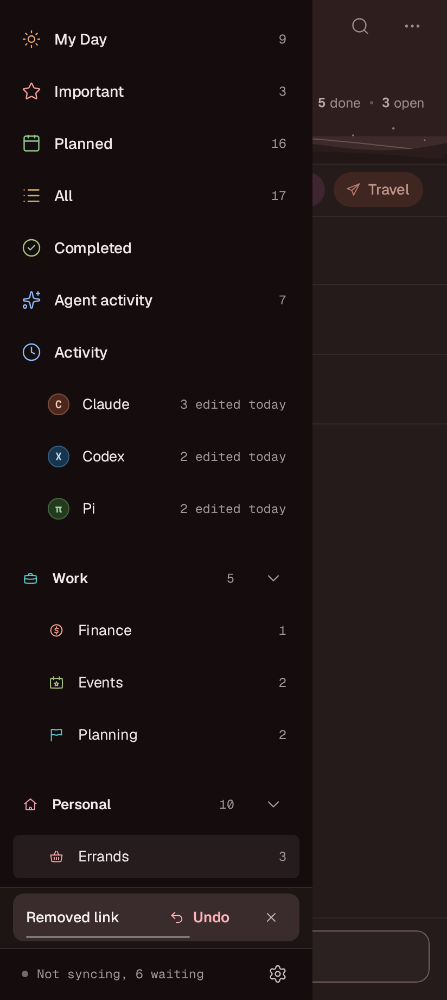 My Day 9
Important 3
5 done • 3 open
Planned 16
All 17
Travel
Completed
Agent activity 7
Activity
C Claude 3 edited today
X Codex 2 edited today
π Pi 2 edited today
Work 5
Finance 1
Events 2
Planning 2
Personal 10
Errands 3
Removed link Undo
Not syncing, 6 waiting